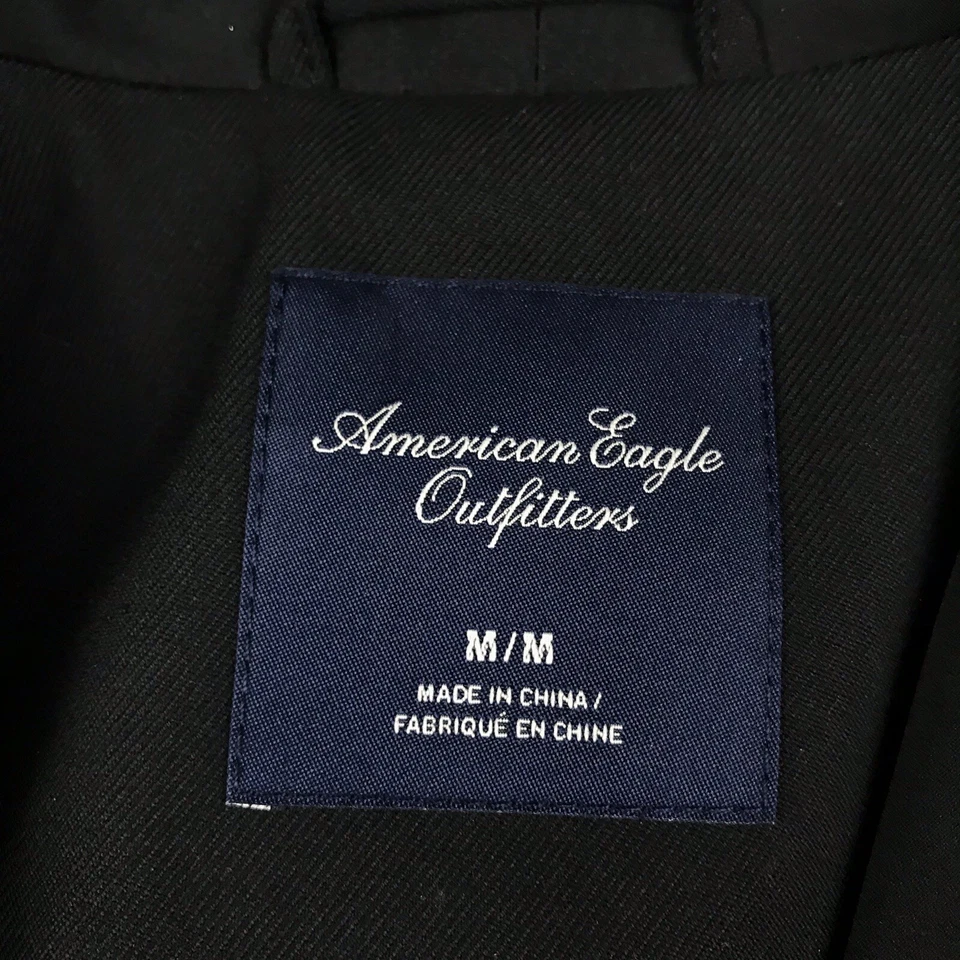 American Eagle
Outfitters
M/M
MADE IN CHINA /
FABRIQUÉ EN CHINE